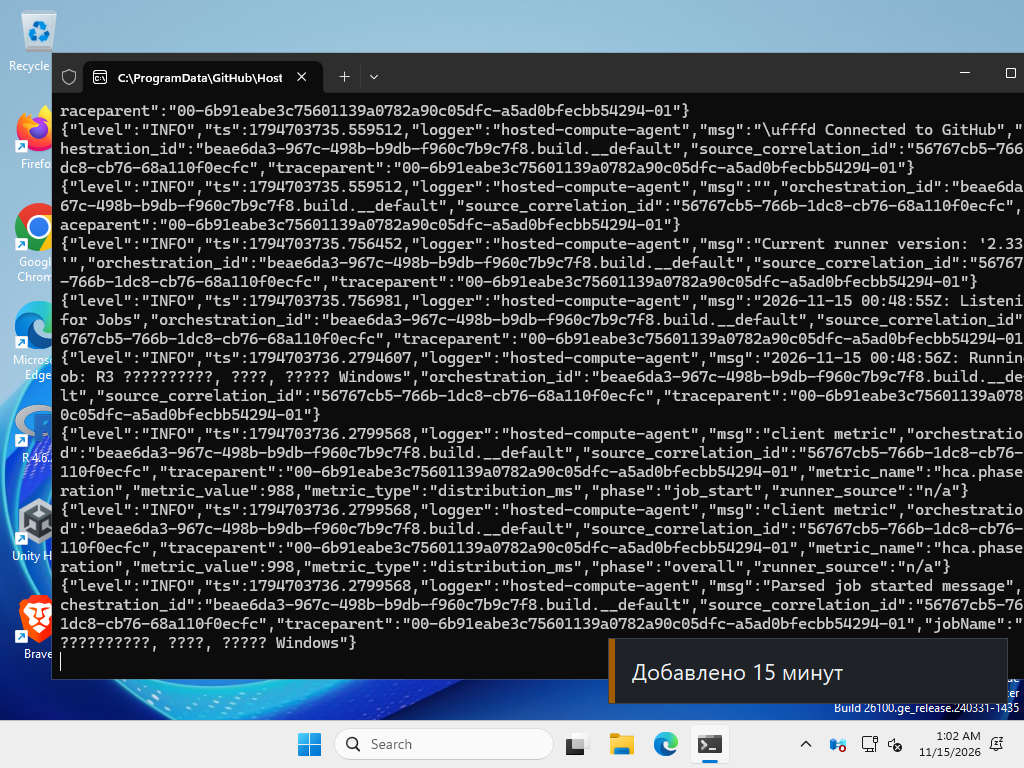 Recycle
C:\ProgramData\GitHub\Host
raceparent":"00-6b91eabe3c75601139a0782a90c05dfc-a5ad0bfecbb54294-01"}
{"level":"INFO","ts":1794703735.559512,"logger":"hosted-compute-agent","msg":"\ufffd Connected to GitHub","
hestration_id":"beae6da3-967c-498b-b9db-f960c7b9c7f8.build.__default","source_correlation_id":"56767cb5-766
dc8-cb76-68a110f0ecfc","traceparent":"00-6b91eabe3c75601139a0782a90c05dfc-a5ad0bfecbb54294-01"}
{"level":"INFO","ts":1794703735.559512,"logger":"hosted-compute-agent","msg":"","orchestration_id":"beae6da
67c-498b-b9db-f960c7b9c7f8.build.__default","source_correlation_id":"56767cb5-766b-1dc8-cb76-68a110f0ecfc",
aceparent":"00-6b91eabe3c75601139a0782a90c05dfc-a5ad0bfecbb54294-01"}
{"level":"INFO","ts":1794703735.756452,"logger":"hosted-compute-agent","msg":"Current runner version: '2.33
'","orchestration_id":"beae6da3-967c-498b-b9db-f960c7b9c7f8.build.__default","source_correlation_id":"56767
-766b-1dc8-cb76-68a110f0ecfc","traceparent":"00-6b91eabe3c75601139a0782a90c05dfc-a5ad0bfecbb54294-01"}
{"level":"INFO","ts":1794703735.756981,"logger":"hosted-compute-agent","msg":"2026-11-15 00:48:55Z: Listeni
for Jobs","orchestration_id":"beae6da3-967c-498b-b9db-f960c7b9c7f8.build.__default","source_correlation_id"
6767cb5-766b-1dc8-cb76-68a110f0ecfc","traceparent":"00-6b91eabe3c75601139a0782a90c05dfc-a5ad0bfecbb54294-01
{"level":"INFO","ts":1794703736.2794607,"logger":"hosted-compute-agent","msg":"2026-11-15 00:48:56Z: Runnin
ob: R3 ??????????, ????, ????? Windows","orchestration_id":"beae6da3-967c-498b-b9db-f960c7b9c7f8.build.__de
lt","source_correlation_id":"56767cb5-766b-1dc8-cb76-68a110f0ecfc","traceparent":"00-6b91eabe3c75601139a078
0c05dfc-a5ad0bfecbb54294-01"}
{"level":"INFO","ts":1794703736.2799568,"logger":"hosted-compute-agent","msg":"client metric","orchestratio
d":"beae6da3-967c-498b-b9db-f960c7b9c7f8.build.__default","source_correlation_id":"56767cb5-766b-1dc8-cb76-
110f0ecfc","traceparent":"00-6b91eabe3c75601139a0782a90c05dfc-a5ad0bfecbb54294-01","metric_name":"hca.phase
ration","metric_value":988,"metric_type":"distribution_ms","phase":"job_start","runner_source":"n/a"}
{"level":"INFO","ts":1794703736.2799568,"logger":"hosted-compute-agent","msg":"client metric","orchestratio
d":"beae6da3-967c-498b-b9db-f960c7b9c7f8.build.__default","source_correlation_id":"56767cb5-766b-1dc8-cb76-
110f0ecfc","traceparent":"00-6b91eabe3c75601139a0782a90c05dfc-a5ad0bfecbb54294-01","metric_name":"hca.phase
ration","metric_value":998,"metric_type":"distribution_ms","phase":"overall","runner_source":"n/a"}
{"level":"INFO","ts":1794703736.2799568,"logger":"hosted-compute-agent","msg":"Parsed job started message",
chestration_id":"beae6da3-967c-498b-b9db-f960c7b9c7f8.build.__default","source_correlation_id":"56767cb5-76
1dc8-cb76-68a110f0ecfc","traceparent":"00-6b91eabe3c75601139a0782a90c05dfc-a5ad0bfecbb54294-01","jobName":"
??????????, ????, ????? Windows"}
Firefo
Googl
Chrom
Micros
Edge
R 4.6.
Unity H
Brave
Добавлено 15 минут
Build 26100.ge_release.240331-1435
Search
1:02 AM
11/15/2026